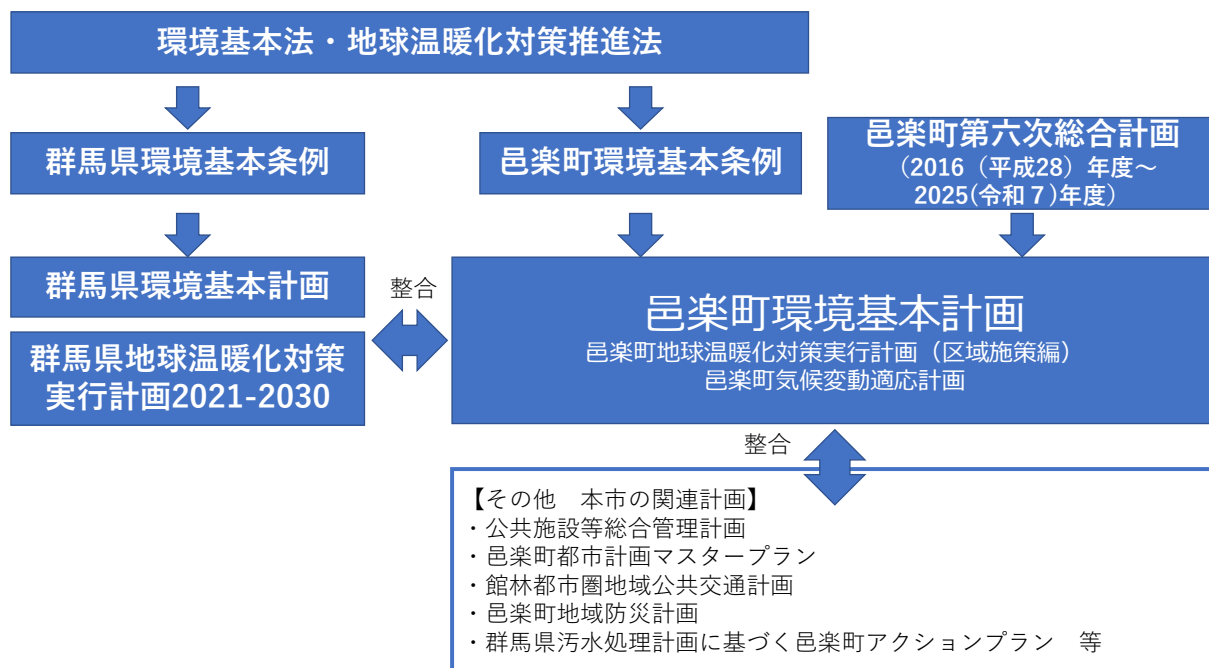 環境基本法・地球温暖化対策推進法
群馬県環境基本条例
邑楽町環境基本条例
邑楽町第六次総合計画
（2016（平成28）年度～
2025(令和７)年度）
群馬県環境基本計画
整合
邑楽町環境基本計画
邑楽町地球温暖化対策実行計画（区域施策編）
邑楽町気候変動適応計画
群馬県地球温暖化対策
実行計画2021-2030
整合
【その他　本市の関連計画】
・公共施設等総合管理計画
・邑楽町都市計画マスタープラン
・館林都市圏地域公共交通計画
・邑楽町地域防災計画
・群馬県汚水処理計画に基づく邑楽町アクションプラン　等